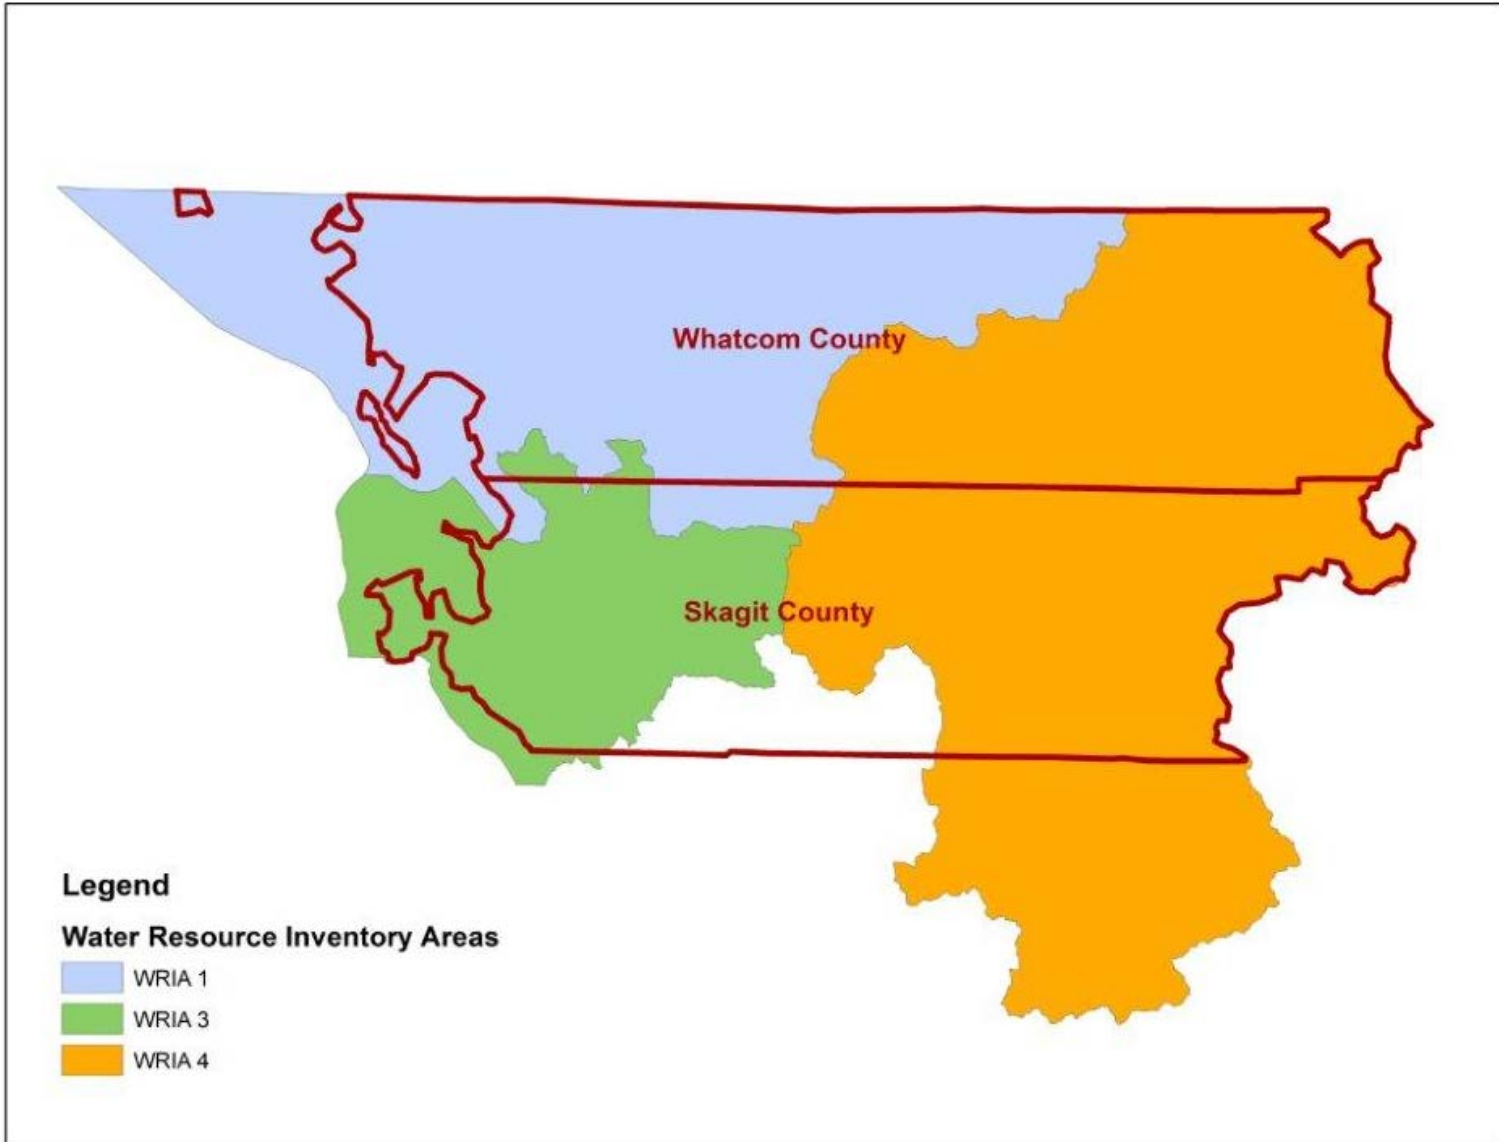 Whatcom County
Skagit County
Legend
Water Resource Inventory Areas
WRIA 1
WRIA 3
WRIA 4